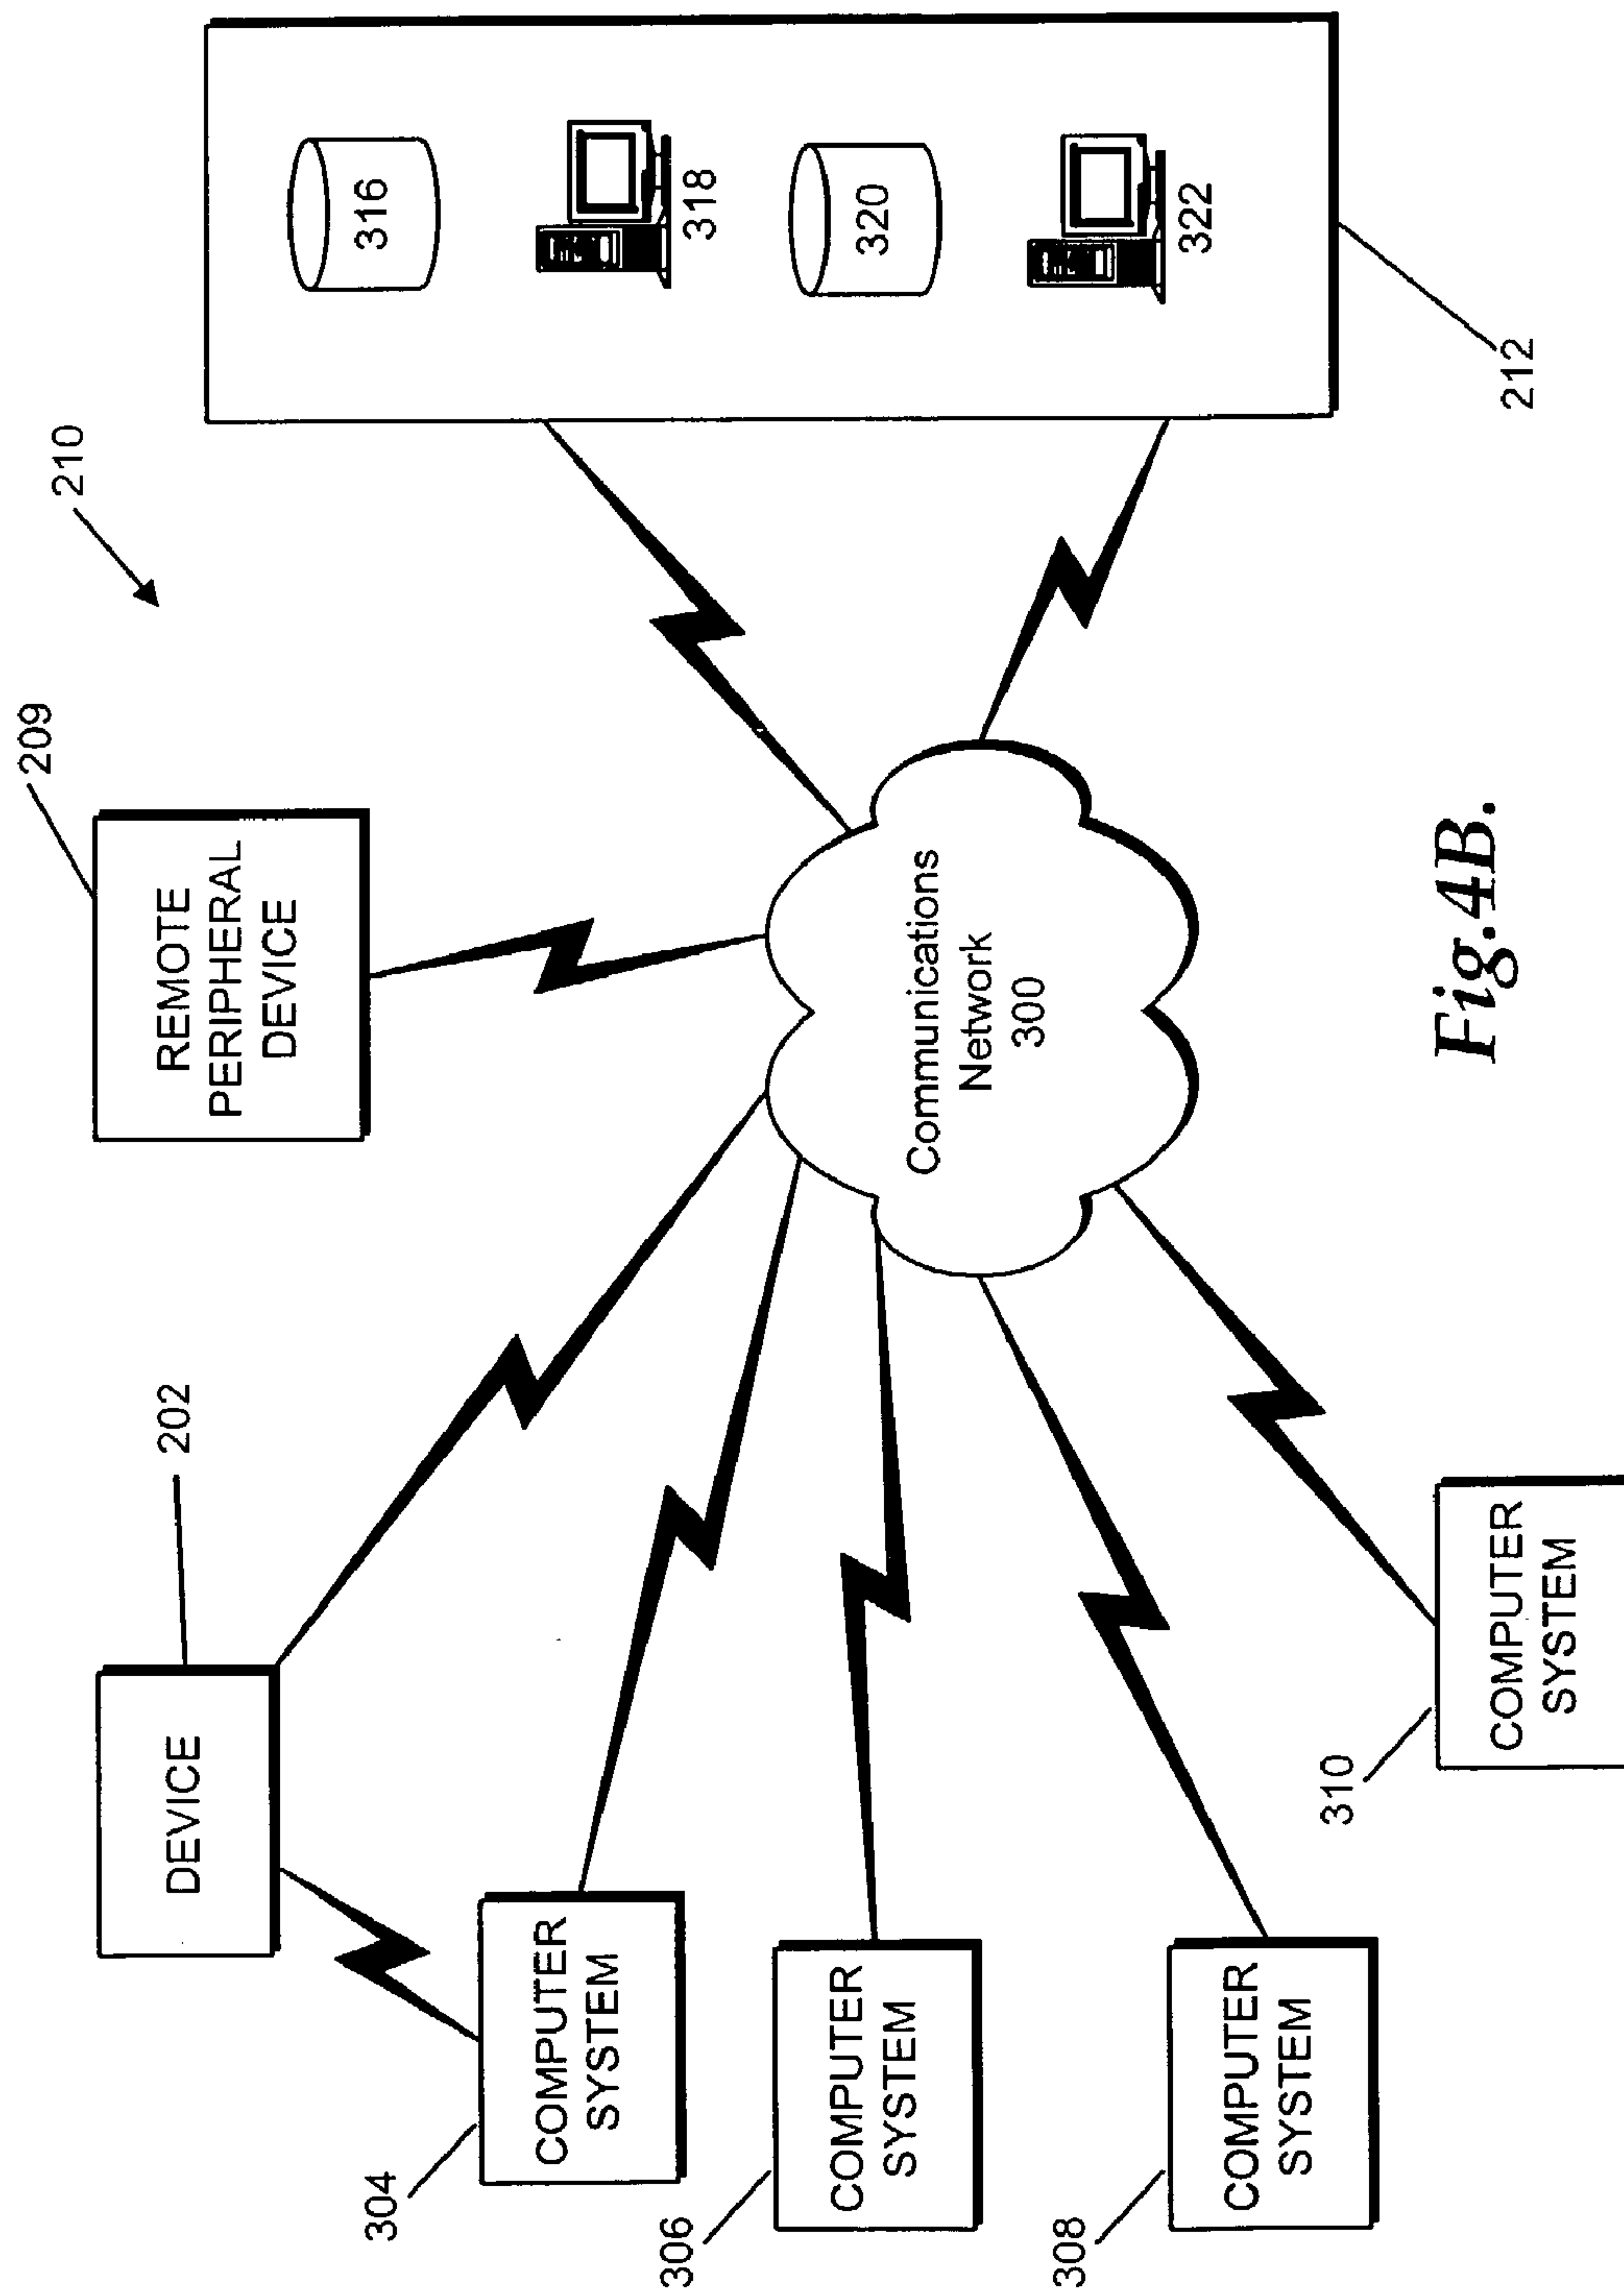 210
202
DEVICE
209
REMOTE
PERIPHERAL
DEVICE
316
318
320
322
212
304
COMPUTER
SYSTEM
306
COMPUTER
SYSTEM
308
COMPUTER
SYSTEM
310
COMPUTER
SYSTEM
Communications
Network
300
Fig.4B.